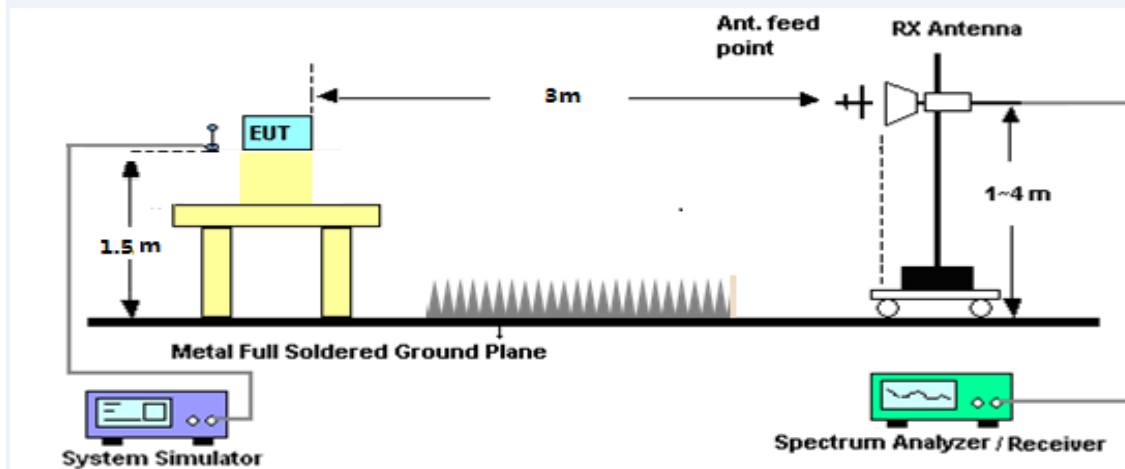 Ant. feed
point
RX Antenna
3m
EUT
1.5 m
1~4 m
Metal Full Soldered Ground Plane
System Simulator
Spectrum Analyzer / Receiver